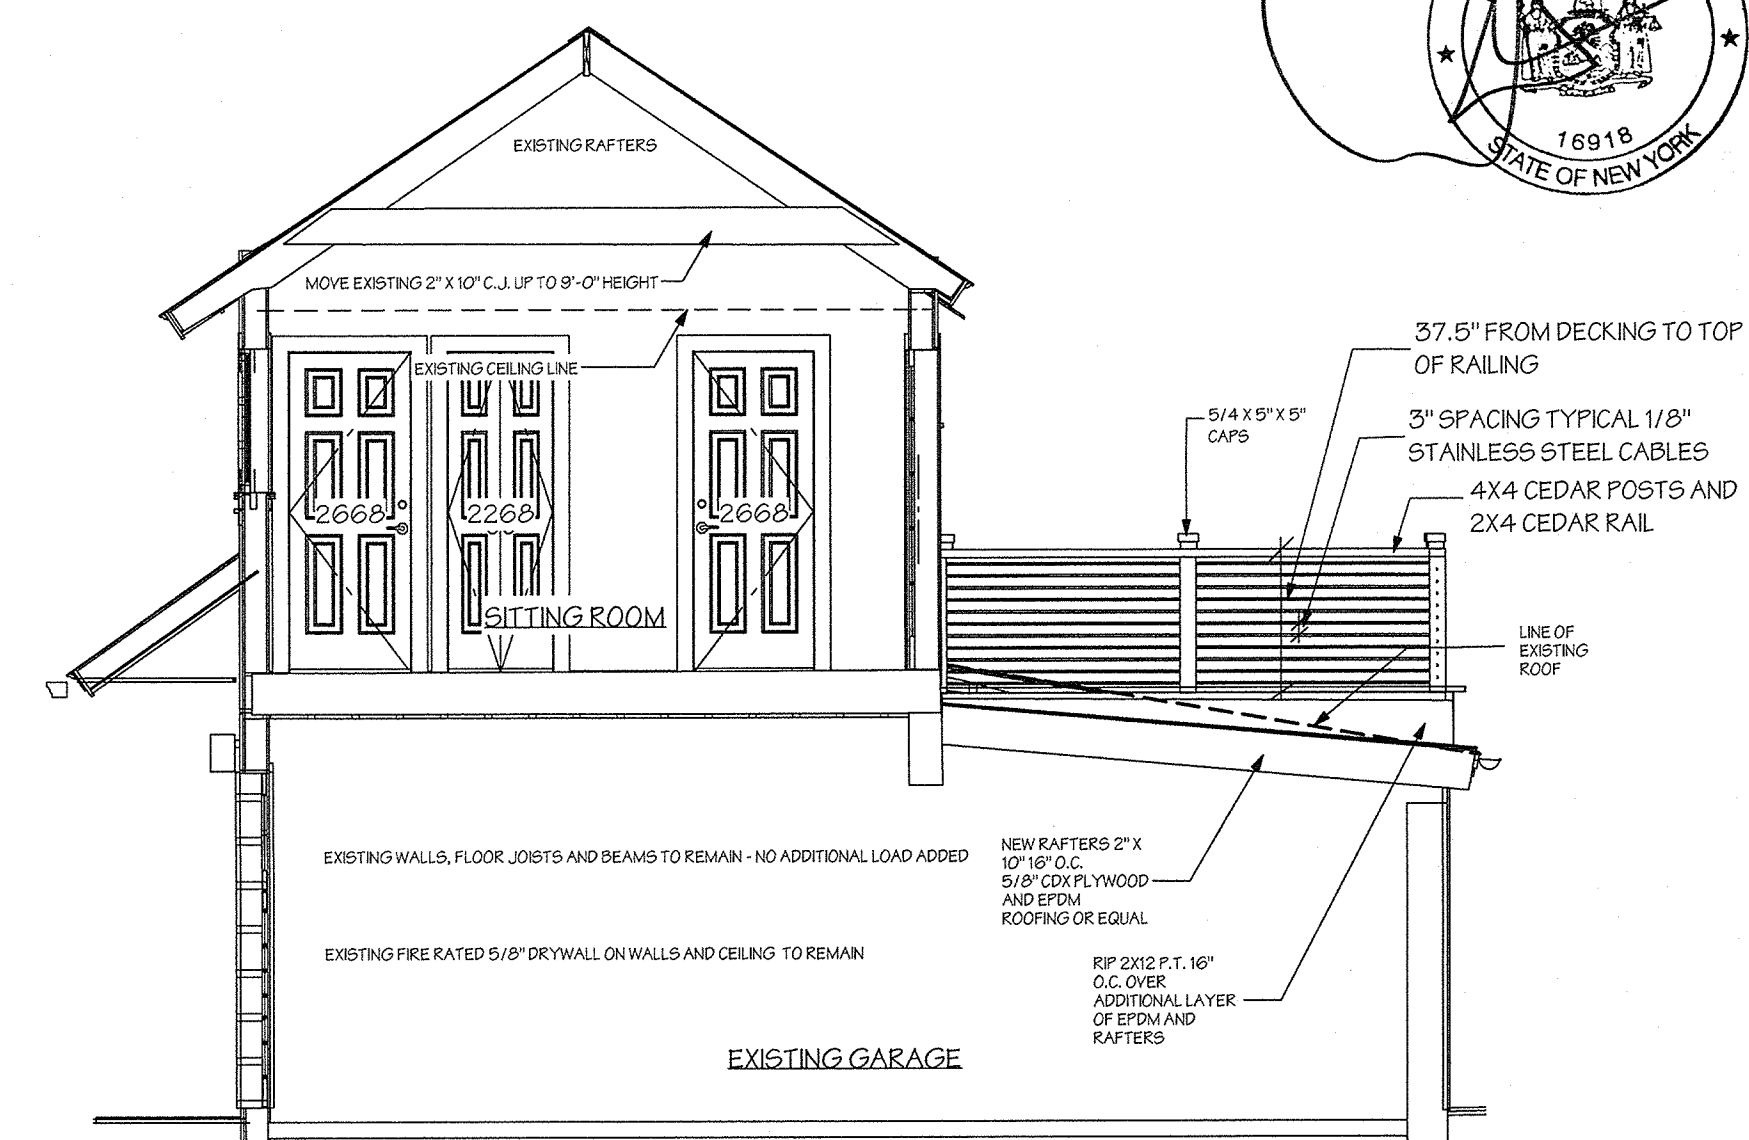 16918
STATE OF NEW YORK
EXISTING RAFTERS
MOVE EXISTING 2" X 10" C.J. UP TO 9'-0" HEIGHT
EXISTING CEILING LINE
2668
2268
2668
SITTING ROOM
37.5" FROM DECKING TO TOP
OF RAILING
5/4 X 5" X 5"
CAPS
3" SPACING TYPICAL 1/8"
STAINLESS STEEL CABLES
4X4 CEDAR POSTS AND
2X4 CEDAR RAIL
LINE OF
EXISTING
ROOF
EXISTING WALLS, FLOOR JOISTS AND BEAMS TO REMAIN - NO ADDITIONAL LOAD ADDED
NEW RAFTERS 2" X
10" 16" O.C.
5/8" CDX PLYWOOD
AND EPDM
ROOFING OR EQUAL
EXISTING FIRE RATED 5/8" DRYWALL ON WALLS AND CEILING TO REMAIN
RIP 2X12 P.T. 16"
O.C. OVER
ADDITIONAL LAYER
OF EPDM AND
RAFTERS
EXISTING GARAGE